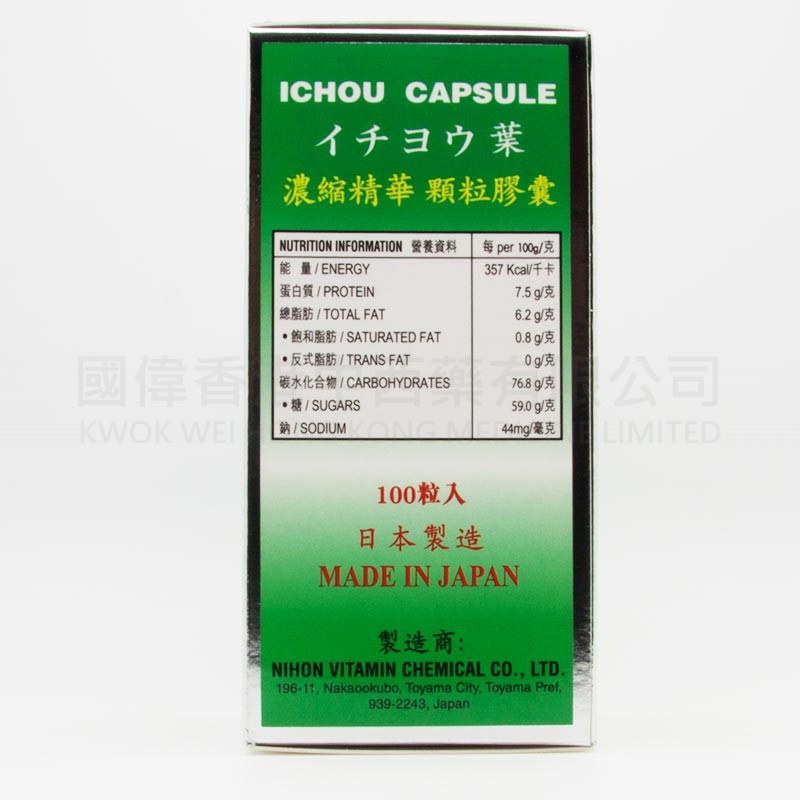 ICHOU CAPSULE
イチヨウ葉
濃縮精華 顆粒膠囊
NUTRITION INFORMATION 營養資料 每 per 100g/克
能 量 / ENERGY 357 Kcal/千卡
蛋白質 / PROTEIN 7.5 g/克
總脂肪 / TOTAL FAT 6.2 g/克
• 飽和脂肪 / SATURATED FAT 0.8 g/克
• 反式脂肪 / TRANS FAT 0 g/克
碳水化合物 / CARBOHYDRATES 76.8 g/克
• 糖 / SUGARS 59.0 g/克
鈉 / SODIUM 44mg/毫克
國偉香港中西藥有限公司
KWOK WEI HONG KONG MEDICINE LIMITED
100粒入
日本製造
MADE IN JAPAN
製造商:
NIHON VITAMIN CHEMICAL CO., LTD.
196-11, Nakaookubo, Toyama City, Toyama Pref,
939-2243, Japan